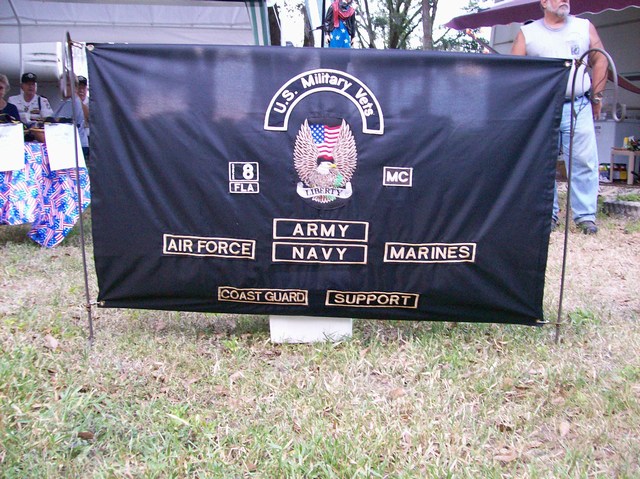 U.S. Military Vets
LIBERTY
8
FLA
MC
ARMY
AIR FORCE
NAVY
MARINES
COAST GUARD
SUPPORT